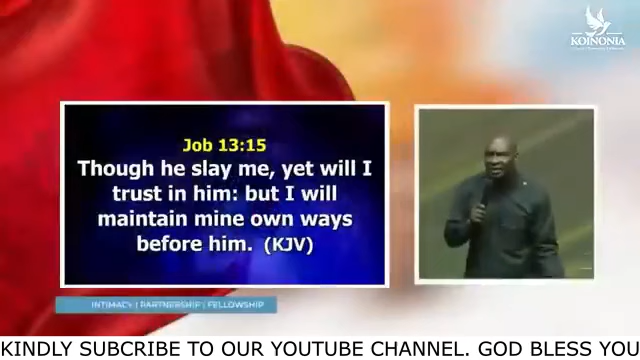 KOINONIA
Job 13:15
Though he slay me, yet will I
trust in him: but I will
maintain mine own ways
before him. (KJV)
INTIMACY | PARTNERSHIP | FELLOWSHIP
KINDLY SUBCRIBE TO OUR YOUTUBE CHANNEL. GOD BLESS YOU